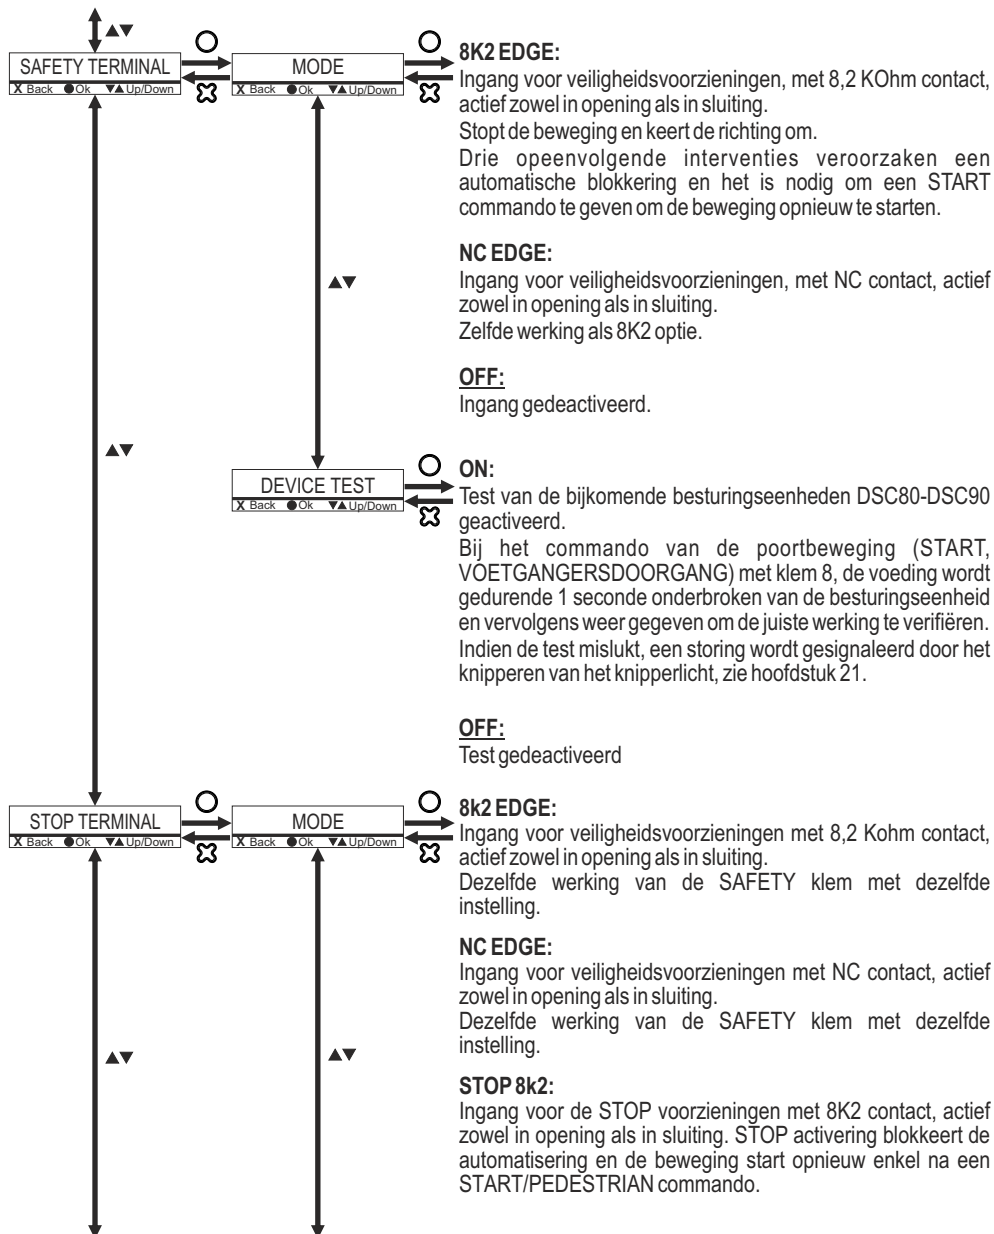 SAFETY TERMINAL
X Back ●Ok ▼▲Up/Down
MODE
X Back ●Ok ▼▲Up/Down
8K2 EDGE:
Ingang voor veiligheidsvoorzieningen, met 8,2 KOhm contact,
actief zowel in opening als in sluiting.
Stopt de beweging en keert de richting om.
Drie opeenvolgende interventies veroorzaken een
automatische blokkering en het is nodig om een START
commando te geven om de beweging opnieuw te starten.
NC EDGE:
Ingang voor veiligheidsvoorzieningen, met NC contact, actief
zowel in opening als in sluiting.
Zelfde werking als 8K2 optie.
OFF:
Ingang gedeactiveerd.
DEVICE TEST
X Back ●Ok ▼▲Up/Down
ON:
Test van de bijkomende besturingseenheden DSC80-DSC90
geactiveerd.
Bij het commando van de poortbeweging (START,
VOETGANGERSDOORGANG) met klem 8, de voeding wordt
gedurende 1 seconde onderbroken van de besturingseenheid
en vervolgens weer gegeven om de juiste werking te verifiëren.
Indien de test mislukt, een storing wordt gesignaleerd door het
knipperen van het knipperlicht, zie hoofdstuk 21.
OFF:
Test gedeactiveerd
STOP TERMINAL
X Back ●Ok ▼▲Up/Down
MODE
X Back ●Ok ▼▲Up/Down
8k2 EDGE:
Ingang voor veiligheidsvoorzieningen met 8,2 Kohm contact,
actief zowel in opening als in sluiting.
Dezelfde werking van de SAFETY klem met dezelfde
instelling.
NC EDGE:
Ingang voor veiligheidsvoorzieningen met NC contact, actief
zowel in opening als in sluiting.
Dezelfde werking van de SAFETY klem met dezelfde
instelling.
STOP 8k2:
Ingang voor de STOP voorzieningen met 8K2 contact, actief
zowel in opening als in sluiting. STOP activering blokkeert de
automatisering en de beweging start opnieuw enkel na een
START/PEDESTRIAN commando.